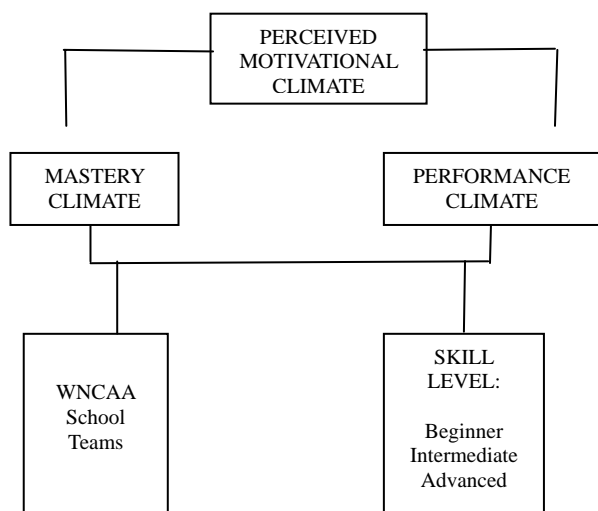 PERCEIVED
MOTIVATIONAL
CLIMATE
MASTERY
CLIMATE
PERFORMANCE
CLIMATE
WNCAA
School
Teams
SKILL
LEVEL:
Beginner
Intermediate
Advanced